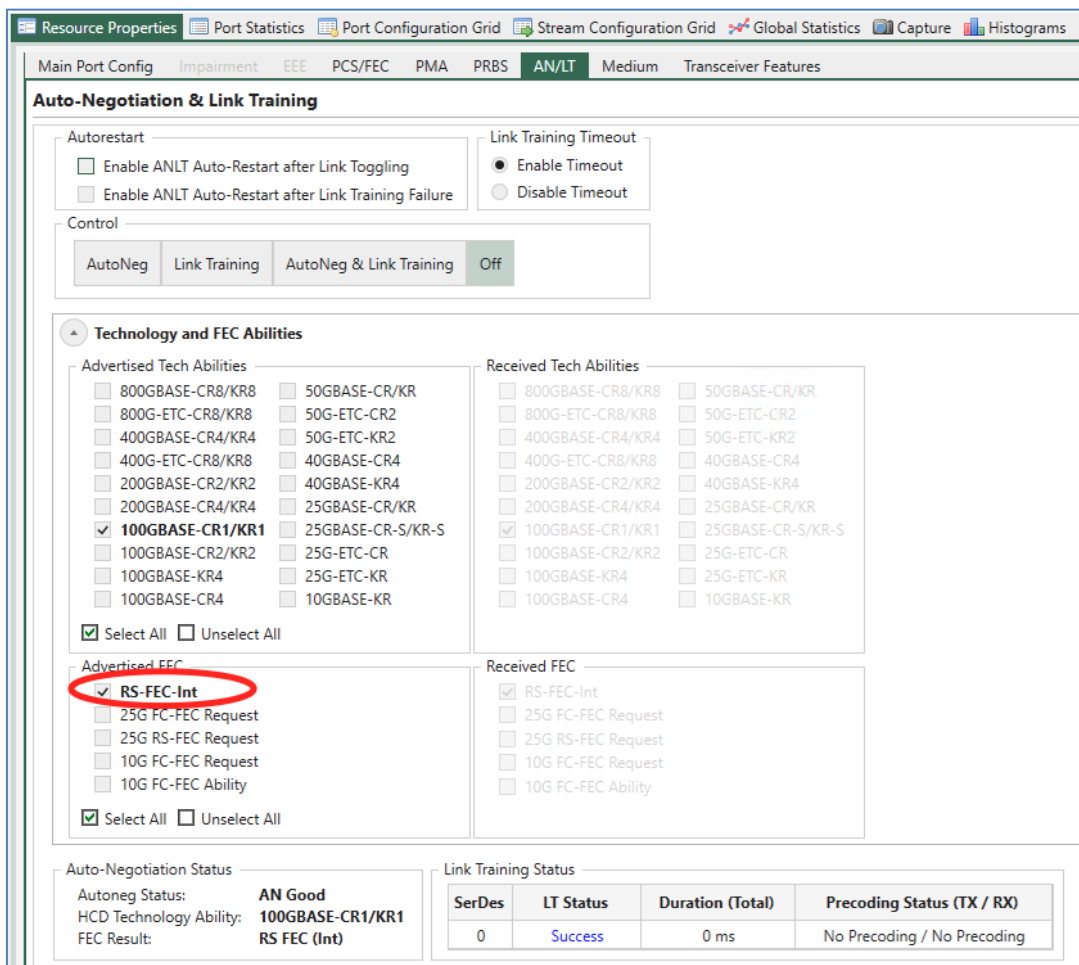 Resource Properties Port Statistics Port Configuration Grid Stream Configuration Grid Global Statistics Capture Histograms
Main Port Config Impairment EEE PCS/FEC PMA PRBS AN/LT Medium Transceiver Features
Auto-Negotiation & Link Training
Autorestart
Enable ANLT Auto-Restart after Link Toggling
Enable ANLT Auto-Restart after Link Training Failure
Link Training Timeout
Enable Timeout
Disable Timeout
Control
AutoNeg Link Training AutoNeg & Link Training Off
Technology and FEC Abilities
Advertised Tech Abilities
800GBASE-CR8/KR8 50GBASE-CR/KR
800G-ETC-CR8/KR8 50G-ETC-CR2
400GBASE-CR4/KR4 50G-ETC-KR2
400G-ETC-CR8/KR8 40GBASE-CR4
200GBASE-CR2/KR2 40GBASE-KR4
200GBASE-CR4/KR4 25GBASE-CR/KR
100GBASE-CR1/KR1 25GBASE-CR-S/KR-S
100GBASE-CR2/KR2 25G-ETC-CR
100GBASE-KR4 25G-ETC-KR
100GBASE-CR4 10GBASE-KR
Select All Unselect All
Received Tech Abilities
800GBASE-CR8/KR8 50GBASE-CR/KR
800G-ETC-CR8/KR8 50G-ETC-CR2
400GBASE-CR4/KR4 50G-ETC-KR2
400G-ETC-CR8/KR8 40GBASE-CR4
200GBASE-CR2/KR2 40GBASE-KR4
200GBASE-CR4/KR4 25GBASE-CR/KR
100GBASE-CR1/KR1 25GBASE-CR-S/KR-S
100GBASE-CR2/KR2 25G-ETC-CR
100GBASE-KR4 25G-ETC-KR
100GBASE-CR4 10GBASE-KR
Advertised FEC
RS-FEC-Int
25G FC-FEC Request
25G RS-FEC Request
10G FC-FEC Request
10G FC-FEC Ability
Select All Unselect All
Received FEC
RS-FEC-Int
25G FC-FEC Request
25G RS-FEC Request
10G FC-FEC Request
10G FC-FEC Ability
Auto-Negotiation Status
Autoneg Status: AN Good
HCD Technology Ability: 100GBASE-CR1/KR1
FEC Result: RS FEC (Int)
Link Training Status
SerDes LT Status Duration (Total) Precoding Status (TX / RX)
0 Success 0 ms No Precoding / No Precoding